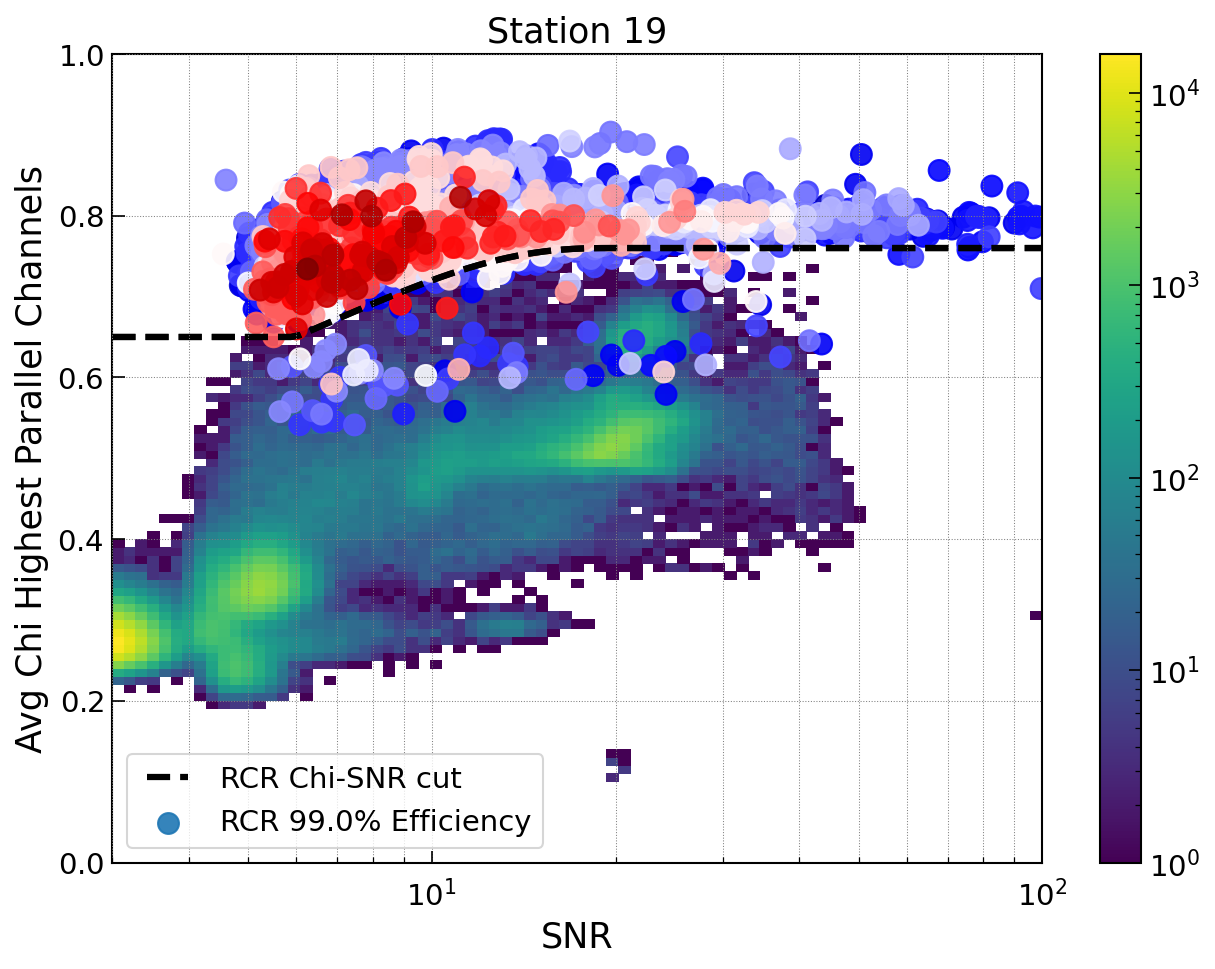 Station 19
Avg Chi Highest Parallel Channels
1.0
0.8
0.6
0.4
0.2
0.0
RCR Chi-SNR cut
RCR 99.0% Efficiency
10¹
10²
SNR
10⁴
10³
10²
10¹
10⁰